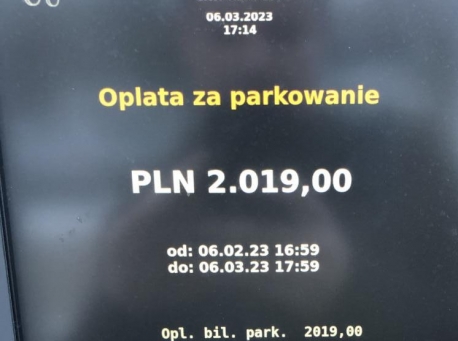 06.03.2023
17:14
Oplata za parkowanie
PLN 2.019,00
od: 06.02.23 16:59
do: 06.03.23 17:59
Opl. bil. park. 2019,00